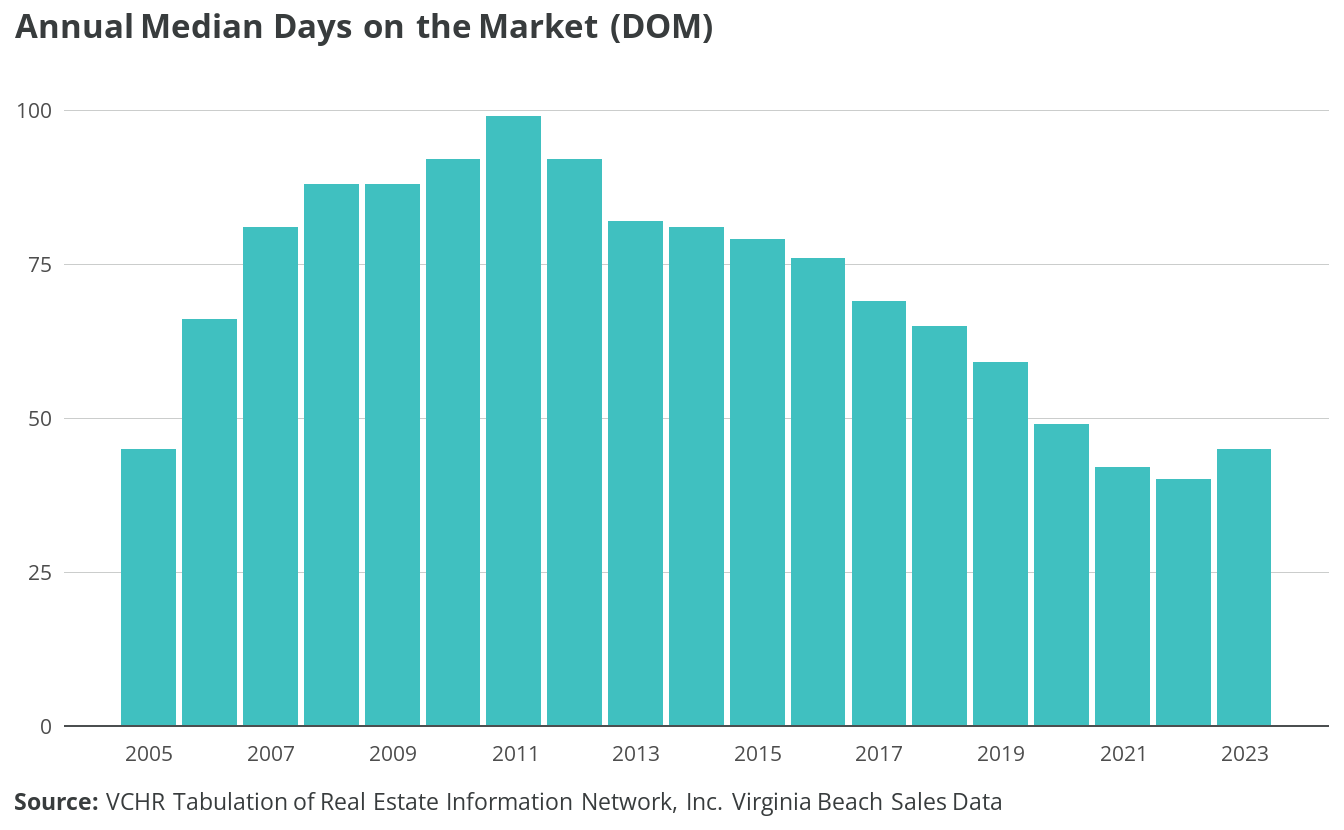 Annual Median Days on the Market (DOM)
100
75
50
25
0
2005 2007 2009 2011 2013 2015 2017 2019 2021 2023
Source: VCHR Tabulation of Real Estate Information Network, Inc. Virginia Beach Sales Data